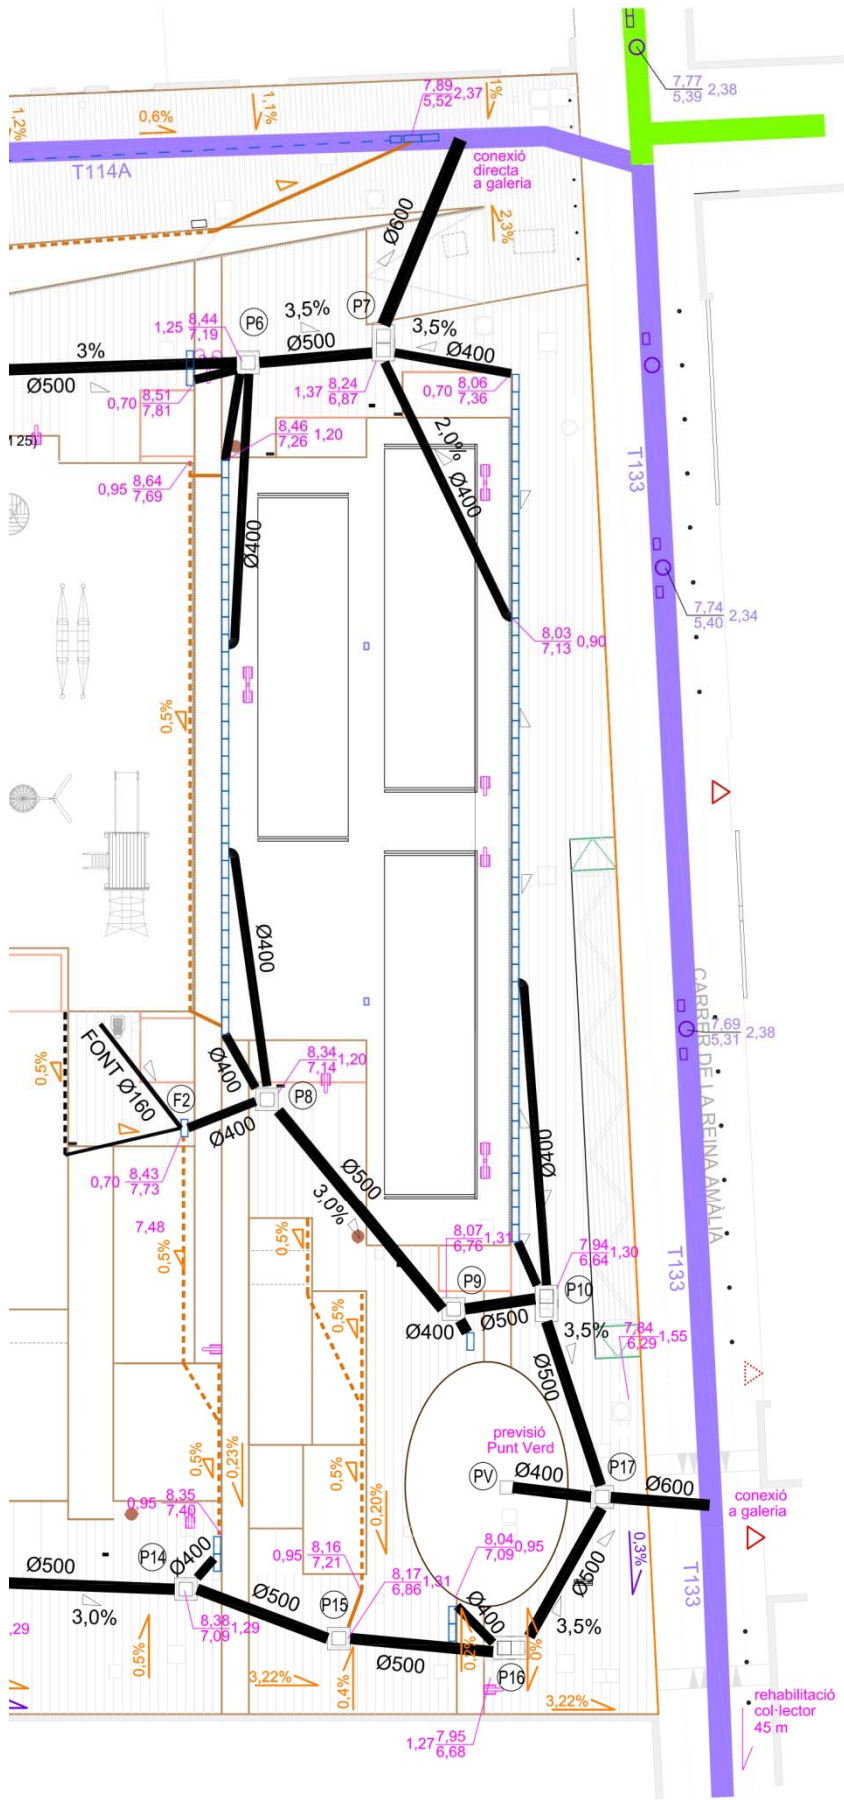 7,77
5,39 2,38
7,89
5,52 2,37
1,2%
0,6%
1,1%
1%
T114A
conexió
directa
a galeria
Ø600
2,3%
P6
P7
3,5%
3,5%
1,25 8,44
7,19
3%
Ø500
Ø500
Ø400
0,70 8,51
7,81
1,37 8,24
6,87
0,70 8,06
7,36
8,46
7,26 1,20
2,0%
Ø400
T133
0,95 8,64
7,69
Ø400
7,74
5,40 2,34
8,03
7,13 0,90
0,5%
Ø400
CARRER DE LA REINA AMÀLIA
7,69
5,31 2,38
FONT Ø160
0,5%
Ø400
8,34
7,14 1,20
F2
P8
Ø400
Ø400
0,70 8,43
7,73
Ø500
3,0%
7,48
0,5%
0,5%
8,07
6,76 1,31
7,94
6,64 1,30
T133
P9
P10
Ø400
Ø500
3,5%
0,5%
7,84
6,29 1,55
Ø500
previsió
Punt Verd
0,5%
0,23%
0,5%
PV
Ø400
P17
Ø600
conexió
a galeria
0,95 8,35
7,40
0,20%
P14
Ø400
0,95 8,16
7,21
8,04
7,09 0,95
0,3%
T133
Ø500
3,0%
8,38
7,09 1,29
Ø500
P15
8,17
6,86 1,31
Ø400
Ø500
3,5%
,29
0,5%
3,22%
0,4%
Ø500
0,2%
P16
3,22%
1,27 7,95
6,68
rehabilitació
col·lector
45 m